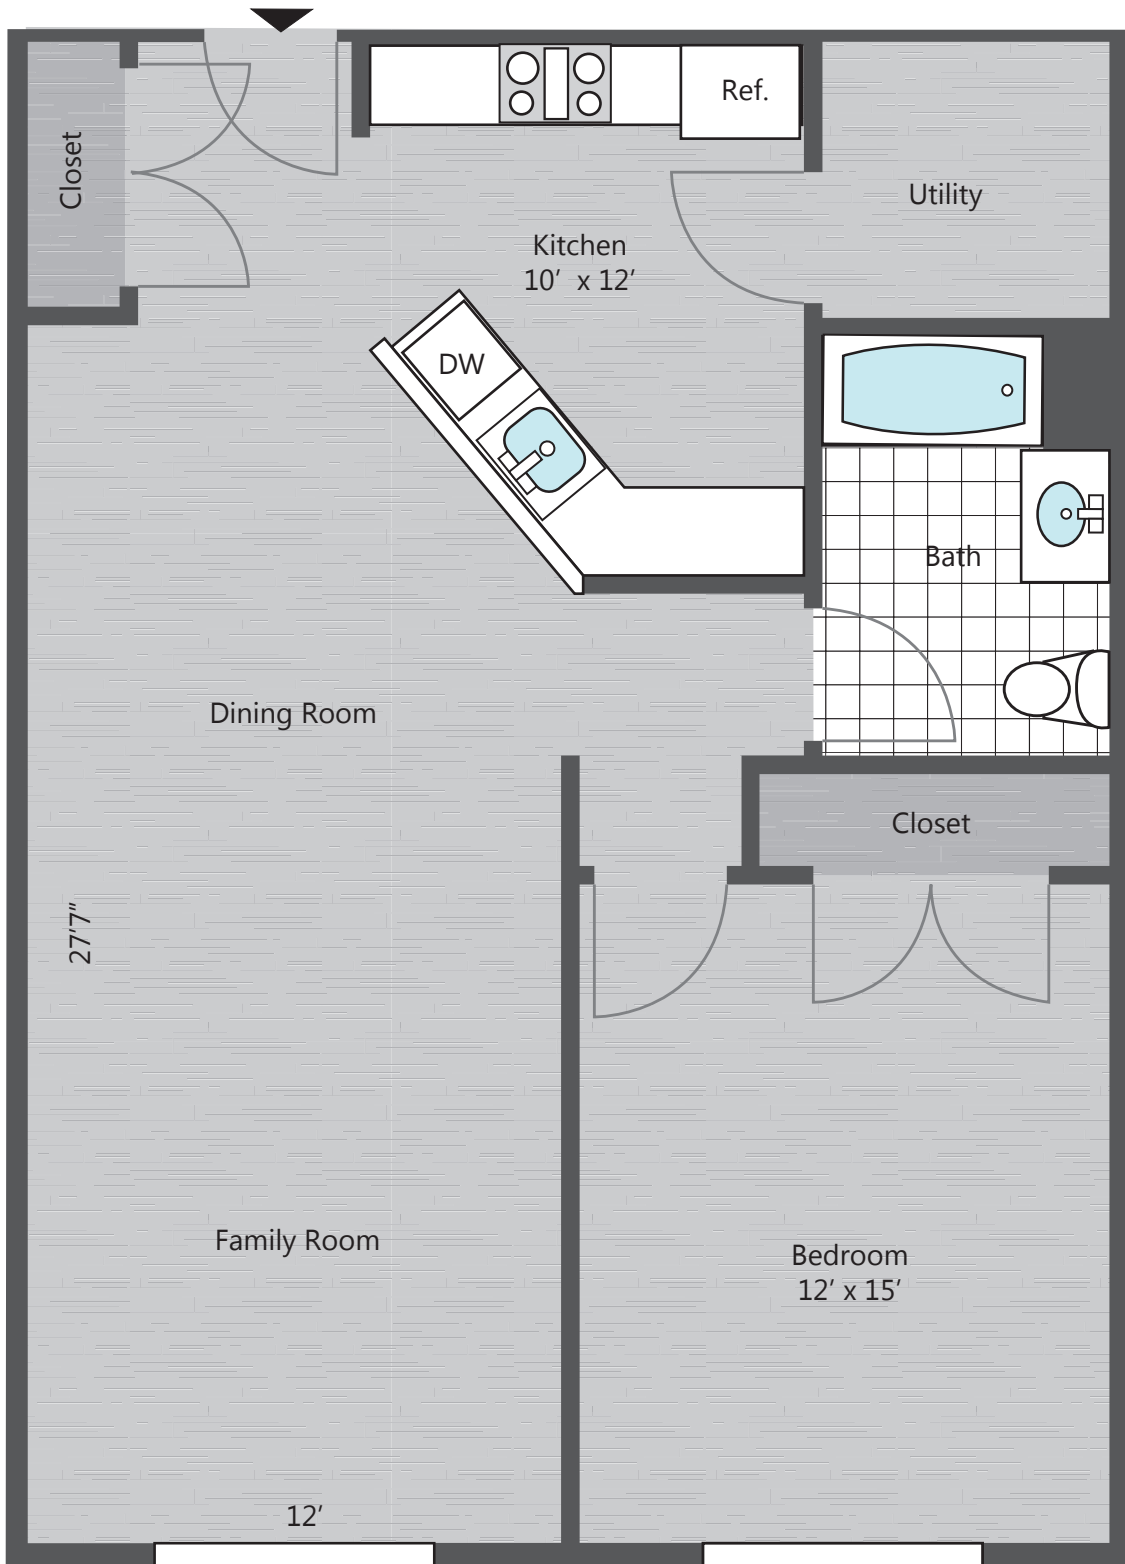 Ref.
Closet
Utility
Kitchen
10′ x 12′
DW
Bath
Dining Room
Closet
27′7″
Family Room
Bedroom
12′ x 15′
12′